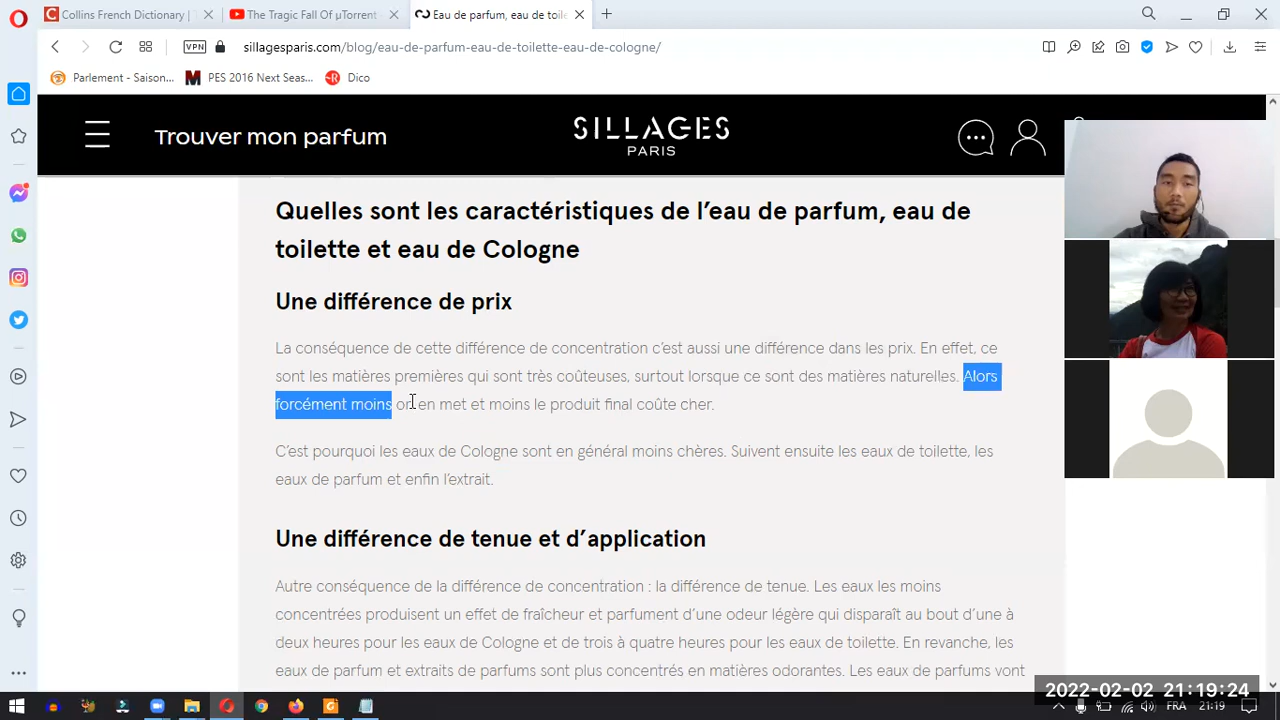 Collins French Dictionary |
The Tragic Fall Of µTorrent -
Eau de parfum, eau de toile
VPN
sillagesparis.com/blog/eau-de-parfum-eau-de-toilette-eau-de-cologne/
Parlement - Saison...
PES 2016 Next Seas...
Dico
Trouver mon parfum
SILLAGES
PARIS
Quelles sont les caractéristiques de l’eau de parfum, eau de
toilette et eau de Cologne
Une différence de prix
La conséquence de cette différence de concentration c’est aussi une différence dans les prix. En effet, ce
sont les matières premières qui sont très coûteuses, surtout lorsque ce sont des matières naturelles. Alors
forcément moins on en met et moins le produit final coûte cher.
C’est pourquoi les eaux de Cologne sont en général moins chères. Suivent ensuite les eaux de toilette, les
eaux de parfum et enfin l’extrait.
Une différence de tenue et d’application
Autre conséquence de la différence de concentration : la différence de tenue. Les eaux les moins
concentrées produisent un effet de fraîcheur et parfument d’une odeur légère qui disparaît au bout d’une à
deux heures pour les eaux de Cologne et de trois à quatre heures pour les eaux de toilette. En revanche, les
eaux de parfum et extraits de parfums sont plus concentrés en matières odorantes. Les eaux de parfums vont
2022-02-02 21:19:24
FRA
21:19